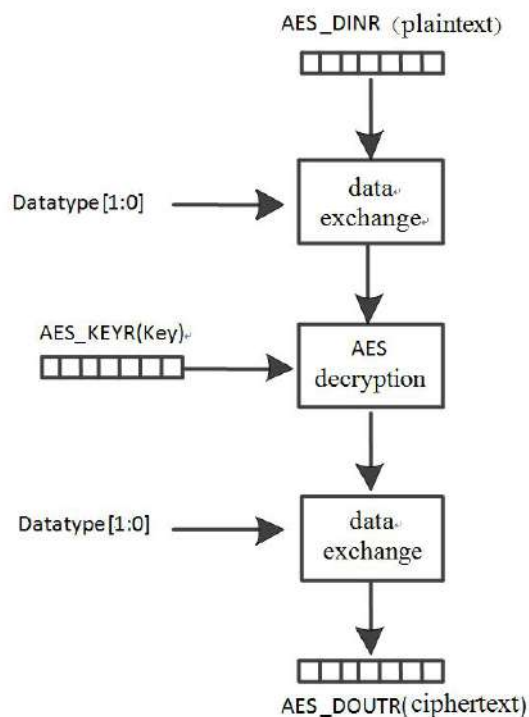 AES_DINR (plaintext)
Datatype[1:0]
data
exchange
AES_KEYR(Key)
AES
decryption
Datatype[1:0]
data
exchange
AES_DOUTR(ciphertext)